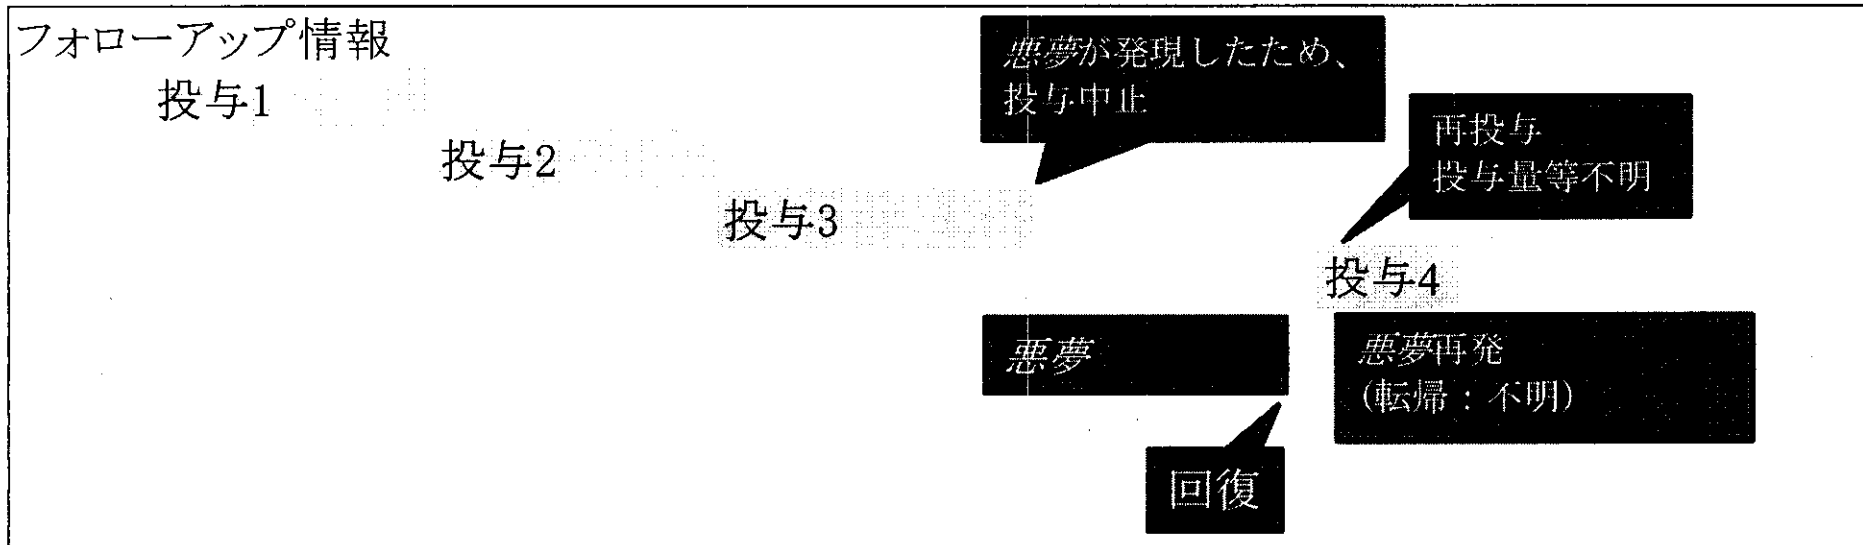 フォローアップ情報
投与1
投与2
投与3
悪夢が発現したため、
投与中止
再投与
投与量等不明
投与4
悪夢
悪夢再発
(転帰：不明)
回復